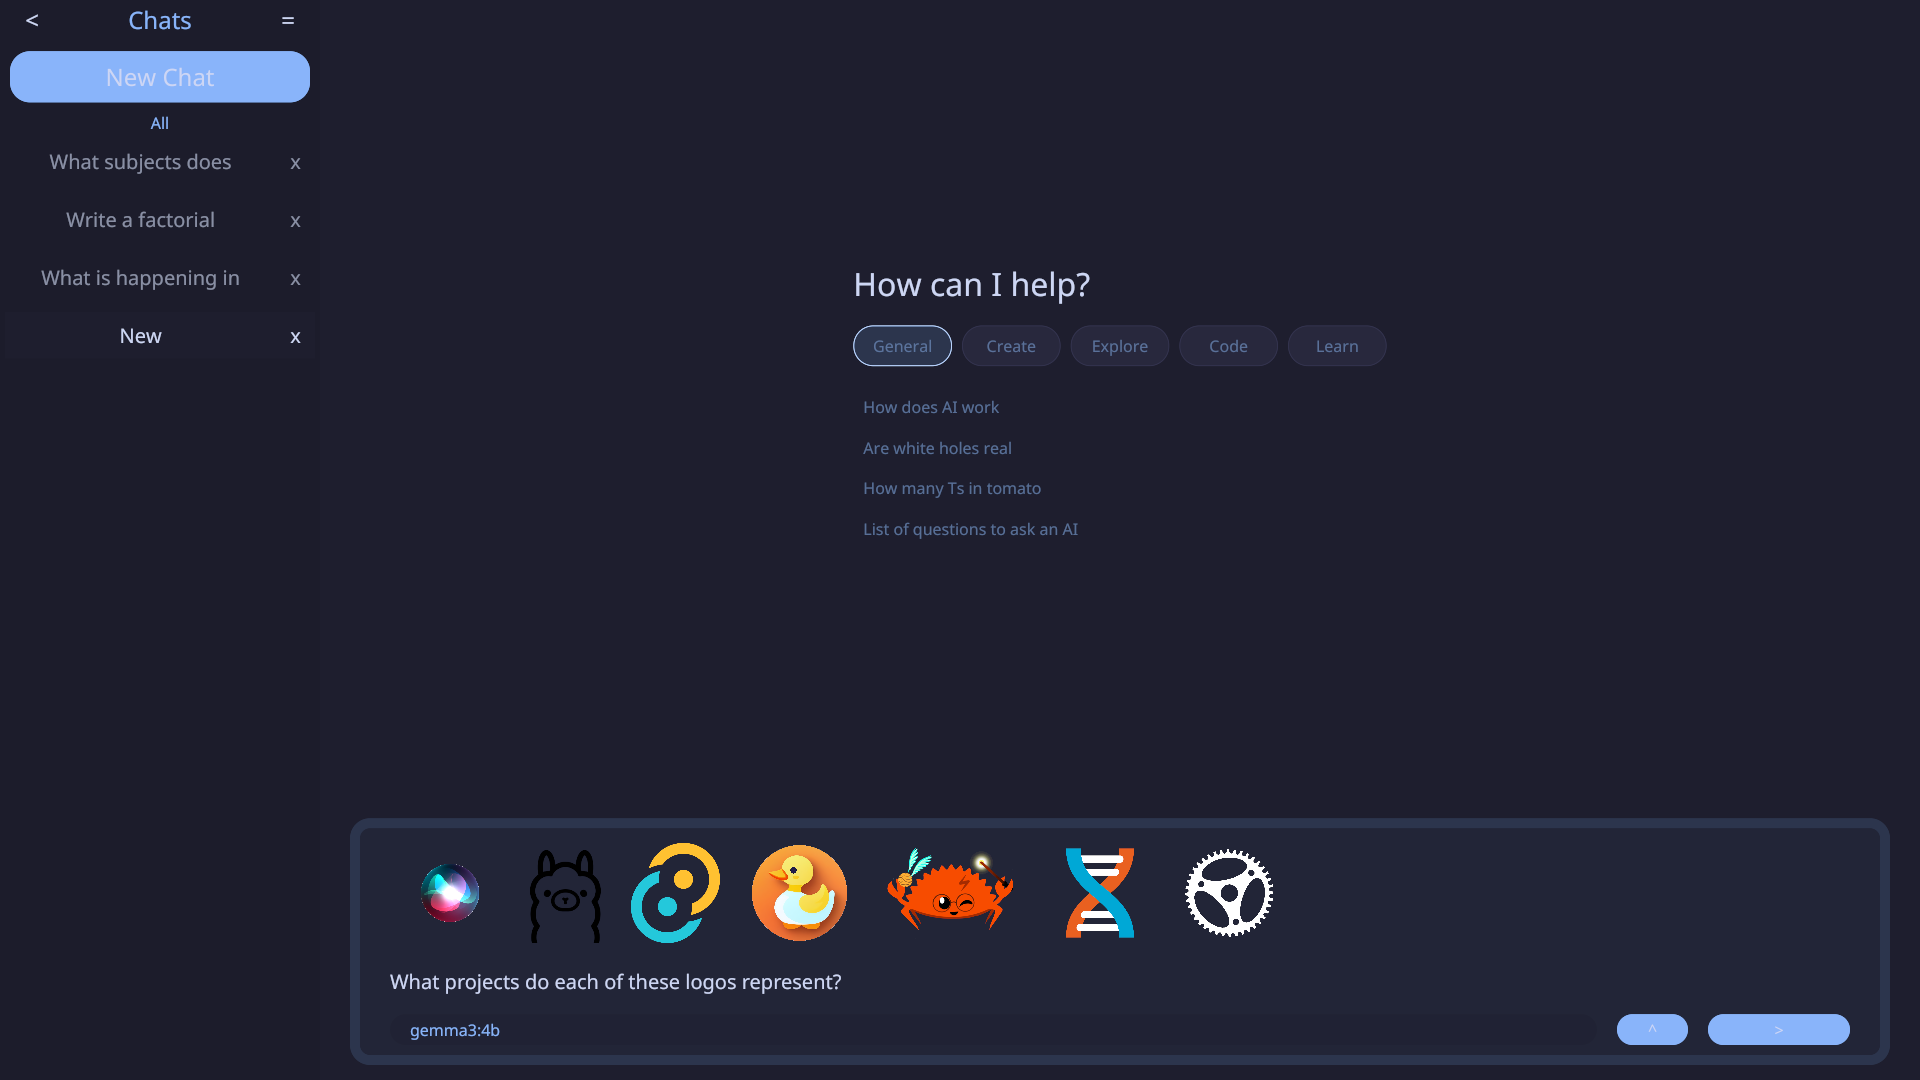 < Chats =
New Chat
All
What subjects does x
Write a factorial x
What is happening in x
New x
How can I help?
General Create Explore Code Learn
How does AI work
Are white holes real
How many Ts in tomato
List of questions to ask an AI
What projects do each of these logos represent?
gemma3:4b ^ >